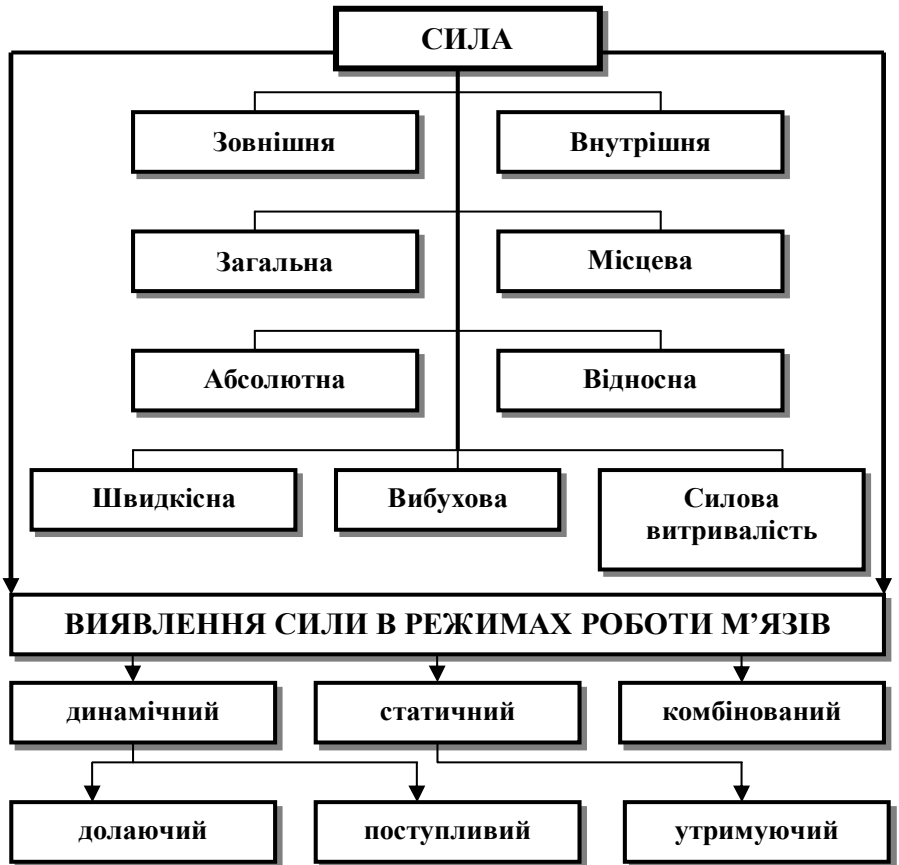 СИЛА
Зовнішня
Внутрішня
Загальна
Місцева
Абсолютна
Відносна
Швидкісна
Вибухова
Силова
витривалість
ВИЯВЛЕННЯ СИЛИ В РЕЖИМАХ РОБОТИ М’ЯЗІВ
динамічний
статичний
комбінований
долаючий
поступливий
утримуючий